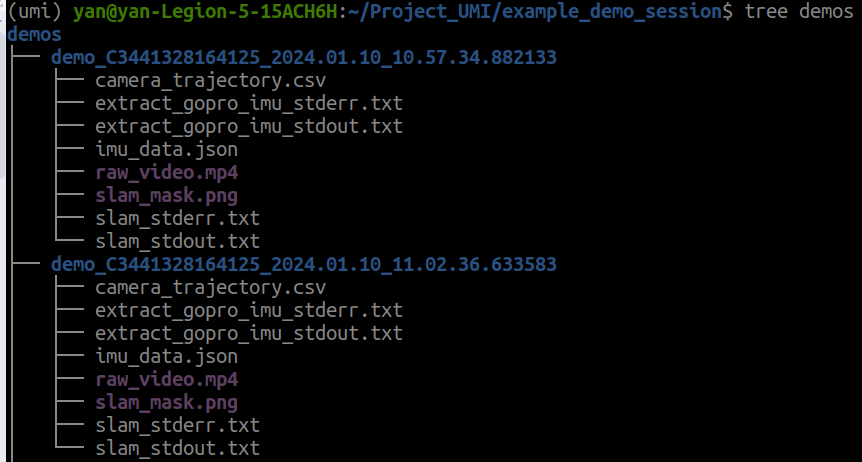 (umi) yan@yan-Legion-5-15ACH6H:~/Project_UMI/example_demo_session$ tree demos
demos
├── demo_C3441328164125_2024.01.10_10.57.34.882133
│   ├── camera_trajectory.csv
│   ├── extract_gopro_imu_stderr.txt
│   ├── extract_gopro_imu_stdout.txt
│   ├── imu_data.json
│   ├── raw_video.mp4
│   ├── slam_mask.png
│   ├── slam_stderr.txt
│   └── slam_stdout.txt
├── demo_C3441328164125_2024.01.10_11.02.36.633583
│   ├── camera_trajectory.csv
│   ├── extract_gopro_imu_stderr.txt
│   ├── extract_gopro_imu_stdout.txt
│   ├── imu_data.json
│   ├── raw_video.mp4
│   ├── slam_mask.png
│   ├── slam_stderr.txt
│   └── slam_stdout.txt